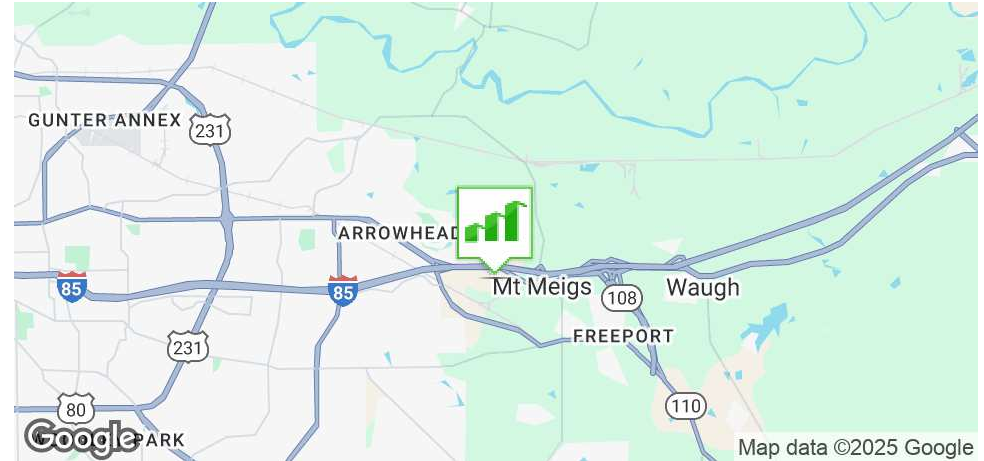 GUNTER ANNEX
231
ARROWHEAD
85
85
Mt Meigs
108
Waugh
231
FREEPORT
80
110
PARK
Google
Map data ©2025 Google